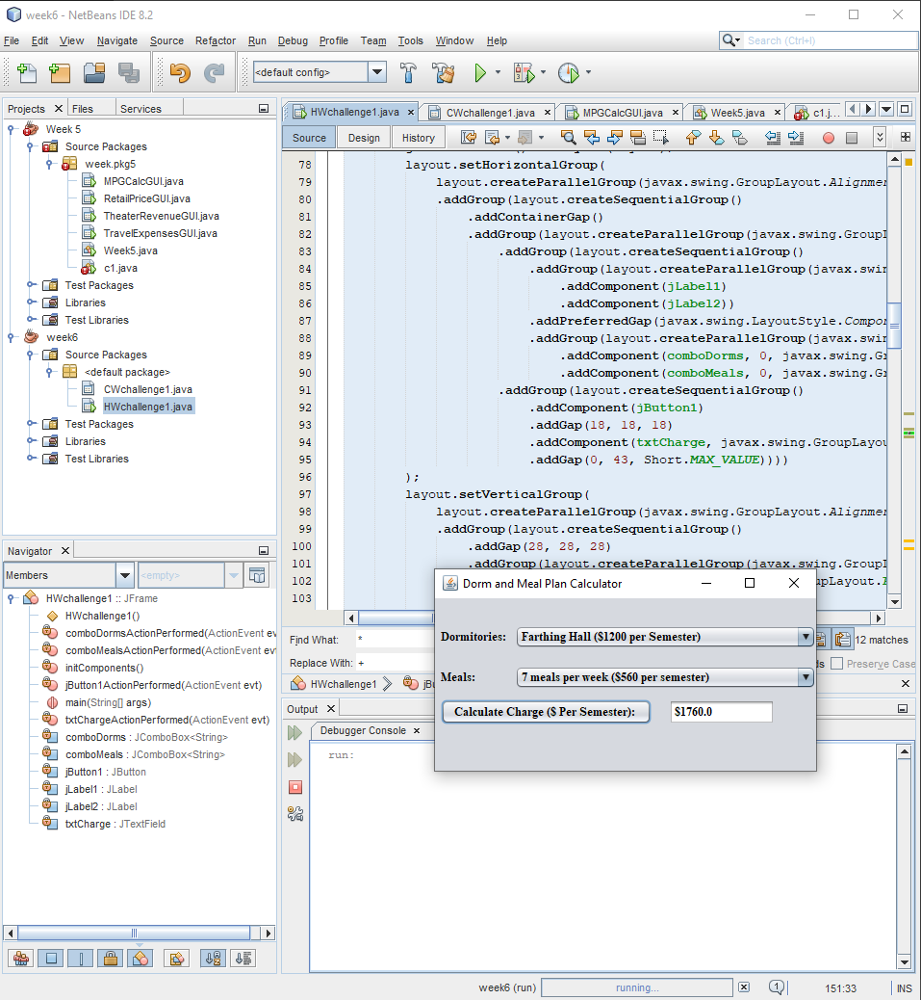 week6 - NetBeans IDE 8.2
File Edit View Navigate Source Refactor Run Debug Profile Team Tools Window Help
Search (Ctrl+I)
<default config>
Projects Files Services
Week 5
Source Packages
week.pkg5
MPGCalcGUI.java
RetailPriceGUI.java
TheaterRevenueGUI.java
TravelExpensesGUI.java
Week5.java
c1.java
Test Packages
Libraries
Test Libraries
week6
Source Packages
<default package>
CWchallenge1.java
HWchallenge1.java
Test Packages
Libraries
Test Libraries
Navigator
Members <empty>
HWchallenge1 :: JFrame
HWchallenge1()
comboDormsActionPerformed(ActionEvent ev
comboMealsActionPerformed(ActionEvent ev
initComponents()
jButton1ActionPerformed(ActionEvent evt)
main(String[] args)
txtChargeActionPerformed(ActionEvent evt)
comboDorms : JComboBox<String>
comboMeals : JComboBox<String>
jButton1 : JButton
jLabel1 : JLabel
jLabel2 : JLabel
txtCharge : JTextField
HWchallenge1.java CWchallenge1.java MPGCalcGUI.java Week5.java c1.j...
Source Design History
78 layout.setHorizontalGroup(
79 layout.createParallelGroup(javax.swing.GroupLayout.Alignmen
80 .addGroup(layout.createSequentialGroup()
81 .addContainerGap()
82 .addGroup(layout.createParallelGroup(javax.swing.GroupL
83 .addGroup(layout.createSequentialGroup()
84 .addGroup(layout.createParallelGroup(javax.swin
85 .addComponent(jLabel1)
86 .addComponent(jLabel2))
87 .addPreferredGap(javax.swing.LayoutStyle.Compon
88 .addGroup(layout.createParallelGroup(javax.swin
89 .addComponent(comboDorms, 0, javax.swing.Gr
90 .addComponent(comboMeals, 0, javax.swing.Gr
91 .addGroup(layout.createSequentialGroup()
92 .addComponent(jButton1)
93 .addGap(18, 18, 18)
94 .addComponent(txtCharge, javax.swing.GroupLayou
95 .addGap(0, 43, Short.MAX_VALUE))))
96 );
97 layout.setVerticalGroup(
98 layout.createParallelGroup(javax.swing.GroupLayout.Alignmen
99 .addGroup(layout.createSequentialGroup()
100 .addGap(28, 28, 28)
101 .addGroup(layout.createParallelGroup(javax.swing.GroupL
102 upLayout.
103
Find What: * 12 matches
Replace With: + ds Preserve Case
HWchallenge1 jBu
Output
Debugger Console
run:
Dorm and Meal Plan Calculator
Dormitories: Farthing Hall ($1200 per Semester)
Meals: 7 meals per week ($560 per semester)
Calculate Charge ($ Per Semester): $1760.0
week6 (run) running... 1 151:33 INS